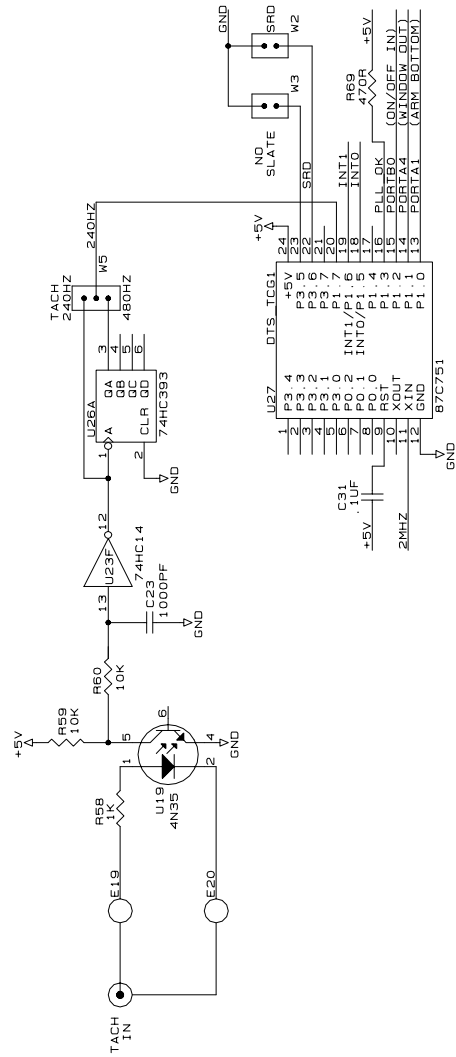 TACH
IN
E19
E20
R58
1K
U19
4N35
1
2
5
4
6
+5V
R59
10K
GND
R60
10K
C23
1000PF
GND
13
U23F
12
74HC14
U26A
1
A
2
CLR
QA
QB
QC
QD
3
4
5
6
74HC393
GND
TACH
240HZ
480HZ
W5
240HZ
+5V
C31
.1UF
2MHZ
GND
U27
DTS_TCG1
87C751
1 P3.4
2 P3.3
3 P3.2
4 P3.1
5 P3.0
6 P0.2
7 P0.1
8 P0.0
9 RST
10 XOUT
11 XIN
12 GND
+5V 24
P3.5 23
P3.6 22
P3.7 21
P1.7 20
INT1/P1.6 19
INT0/P1.5 18
P1.4 17
P1.3 16
P1.2 15
P1.1 14
P1.0 13
+5V
SRD
INT1
INT0
PLL OK
PORTB0 (ON/OFF IN)
PORTA4 (WINDOW OUT)
PORTA1 (ARM BOTTOM)
NO
SLATE
W3
SRD
W2
GND
R69
470R
+5V